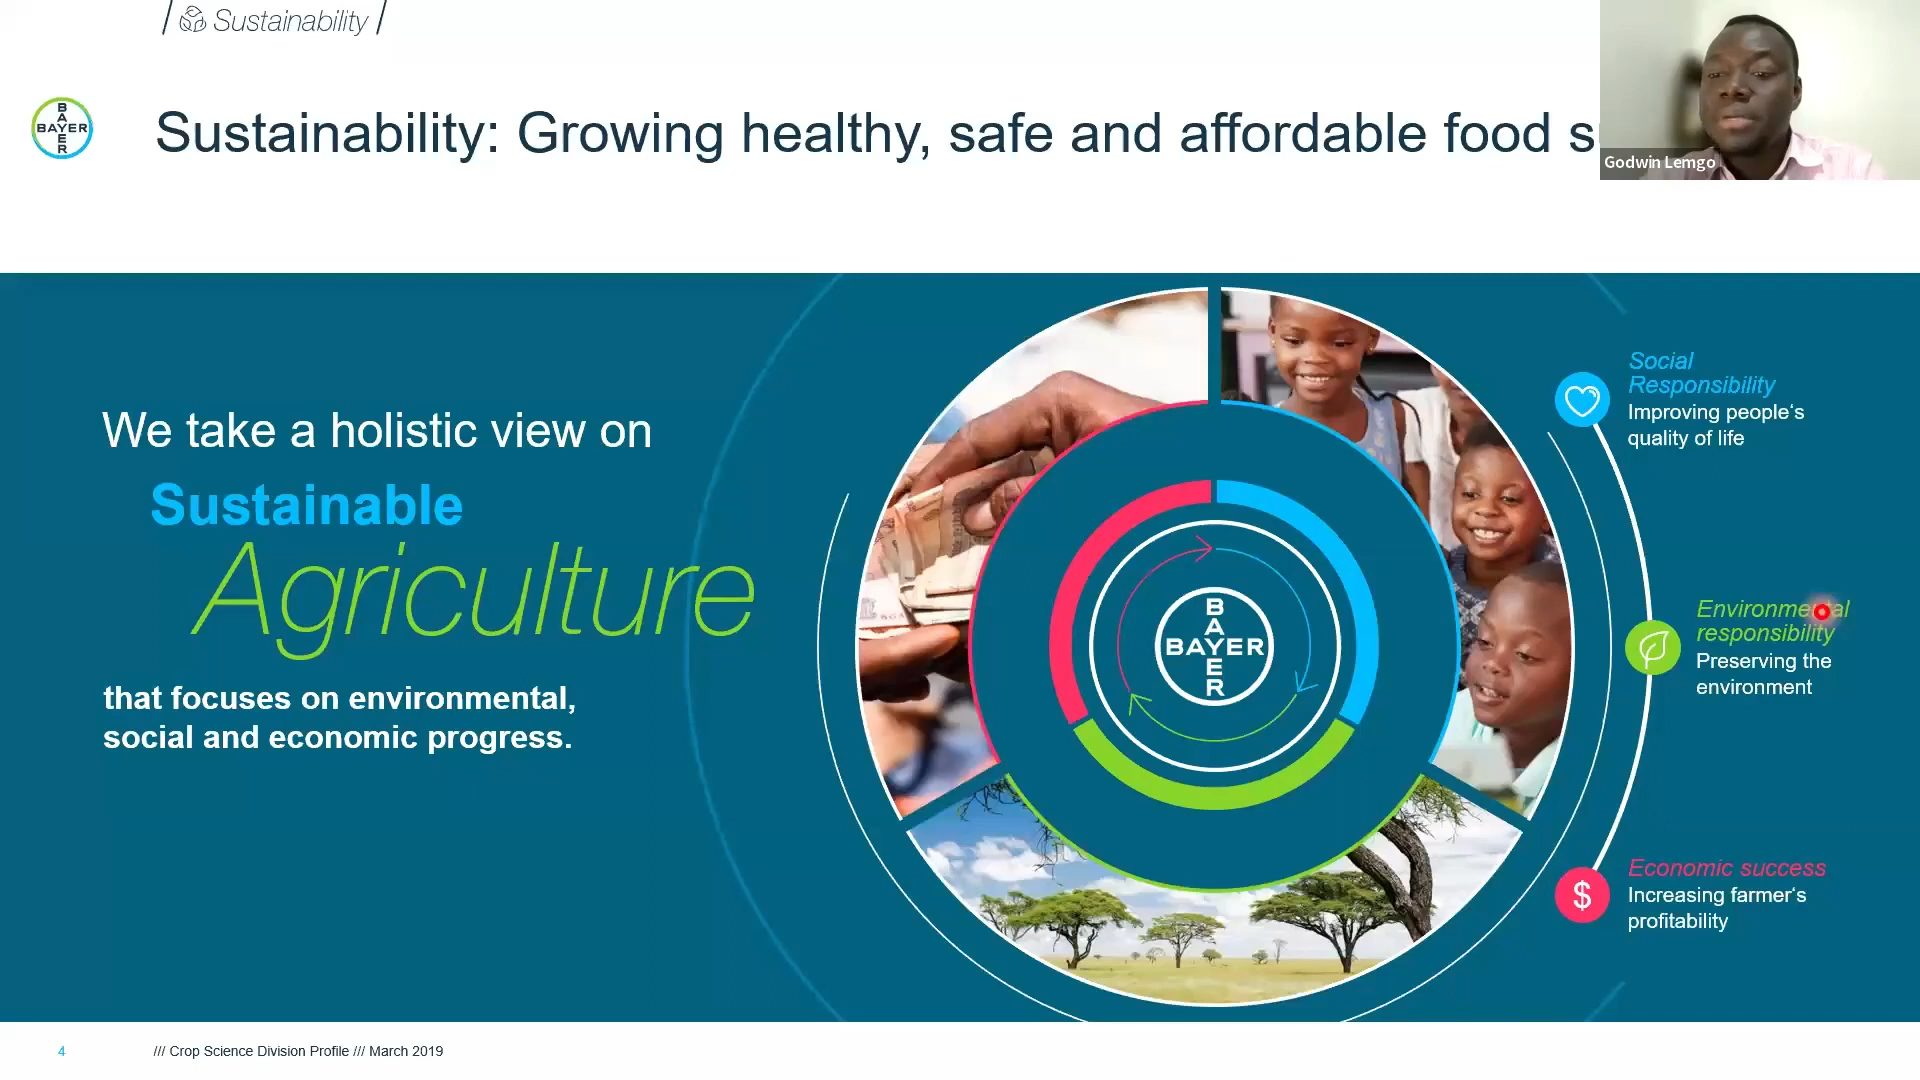 Sustainability
BAYER
BAYER
Sustainability: Growing healthy, safe and affordable food
Godwin Lemgo
We take a holistic view on
Sustainable
Agriculture
that focuses on environmental,
social and economic progress.
BAYER
BAYER
Social
Responsibility
Improving people‘s
quality of life
Environmental
responsibility
Preserving the
environment
$
Economic success
Increasing farmer‘s
profitability
4
/// Crop Science Division Profile /// March 2019